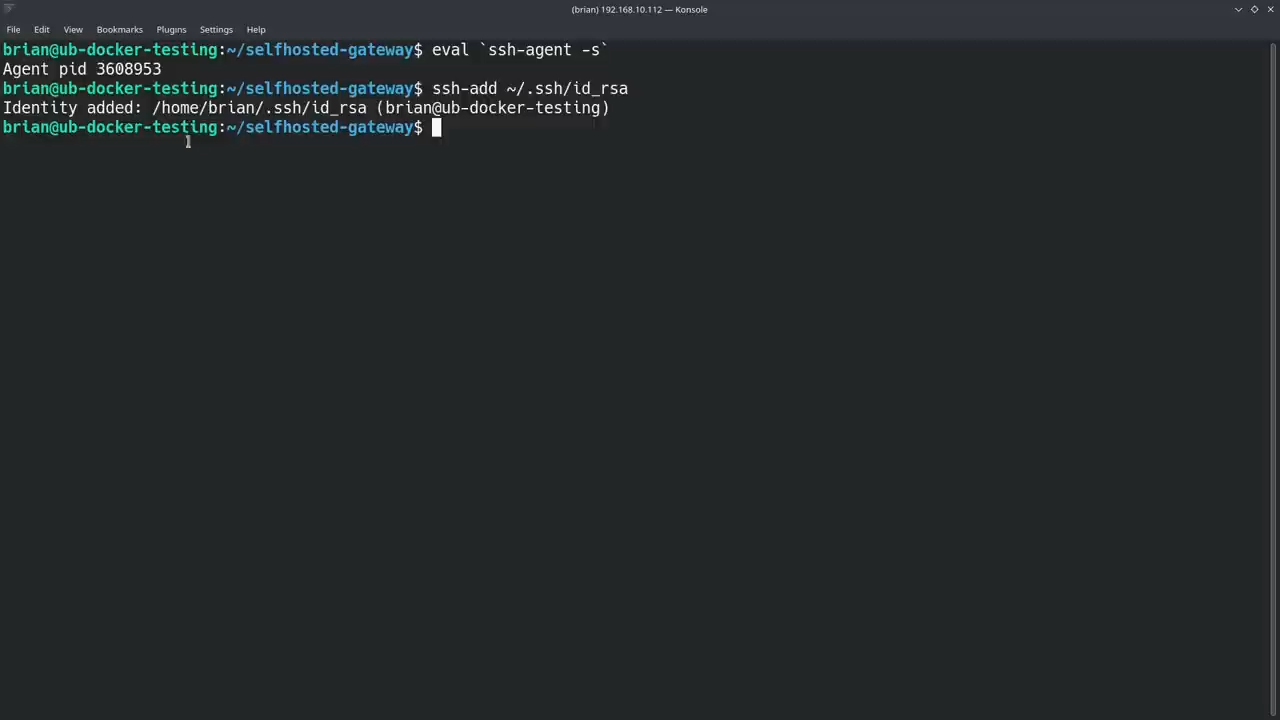 (brian) 192.168.10.112 — Konsole
File Edit View Bookmarks Plugins Settings Help
brian@ub-docker-testing:~/selfhosted-gateway$ eval `ssh-agent -s`
Agent pid 3608953
brian@ub-docker-testing:~/selfhosted-gateway$ ssh-add ~/.ssh/id_rsa
Identity added: /home/brian/.ssh/id_rsa (brian@ub-docker-testing)
brian@ub-docker-testing:~/selfhosted-gateway$